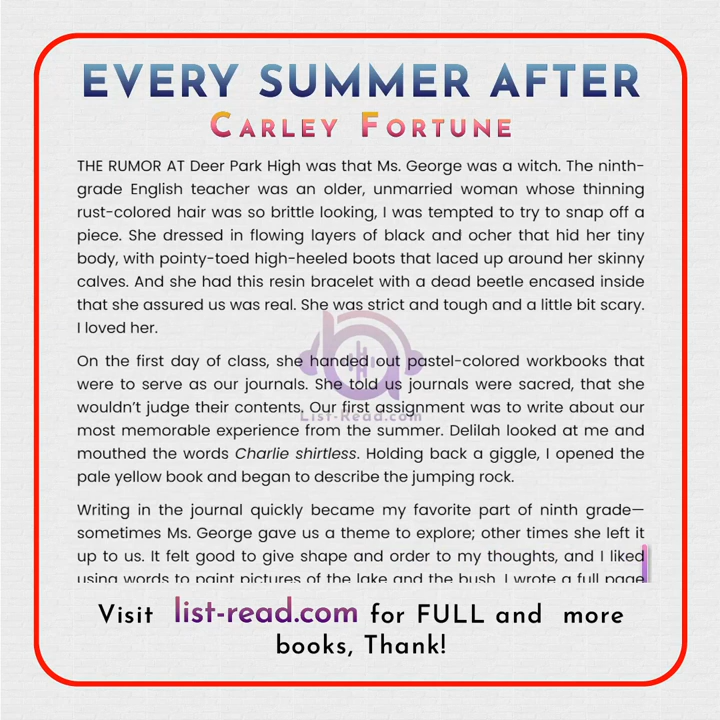 EVERY SUMMER AFTER
CARLEY FORTUNE
THE RUMOR AT Deer Park High was that Ms. George was a witch. The ninth-
grade English teacher was an older, unmarried woman whose thinning
rust-colored hair was so brittle looking, I was tempted to try to snap off a
piece. She dressed in flowing layers of black and ocher that hid her tiny
body, with pointy-toed high-heeled boots that laced up around her skinny
calves. And she had this resin bracelet with a dead beetle encased inside
that she assured us was real. She was strict and tough and a little bit scary.
I loved her.
On the first day of class, she handed out pastel-colored workbooks that
were to serve as our journals. She told us journals were sacred, that she
wouldn't judge their contents. Our first assignment was to write about our
List-Read.com
most memorable experience from the summer. Delilah looked at me and
mouthed the words Charlie shirtless. Holding back a giggle, I opened the
pale yellow book and began to describe the jumping rock.
Writing in the journal quickly became my favorite part of ninth grade—
sometimes Ms. George gave us a theme to explore; other times she left it
up to us. It felt good to give shape and order to my thoughts, and I liked
using words to paint pictures of the lake and the bush. I wrote a full page
Visit list-read.com for FULL and more
books, Thank!